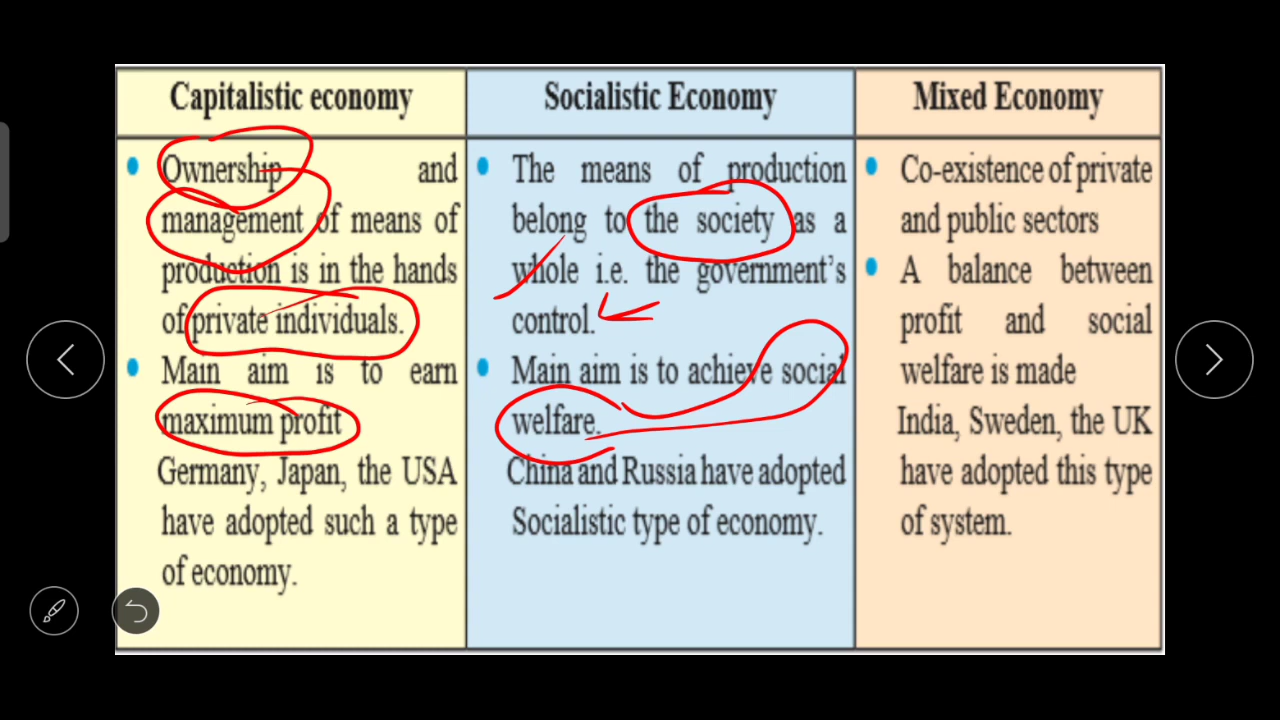 Capitalistic economy
Ownership and
management of means of
production is in the hands
of private individuals.
Main aim is to earn
maximum profit
Germany, Japan, the USA
have adopted such a type
of economy.
Socialistic Economy
The means of production
belong to the society as a
whole i.e. the government's
control.
Main aim is to achieve social
welfare.
China and Russia have adopted
Socialistic type of economy.
Mixed Economy
Co-existence of private
and public sectors
A balance between
profit and social
welfare is made
India, Sweden, the UK
have adopted this type
of system.